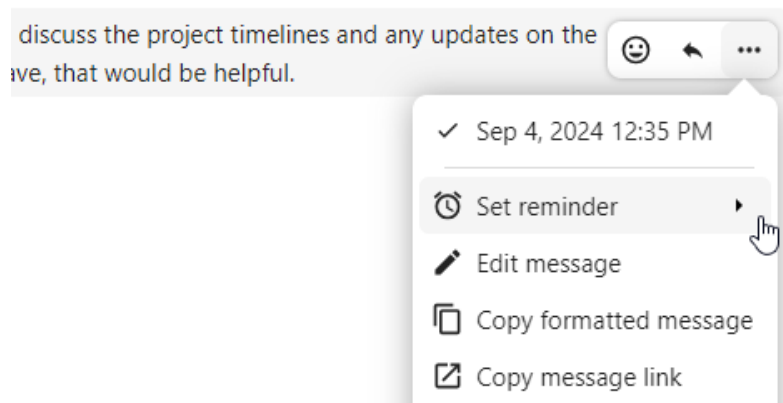 discuss the project timelines and any updates on the
ave, that would be helpful.
Sep 4, 2024 12:35 PM
Set reminder
Edit message
Copy formatted message
Copy message link